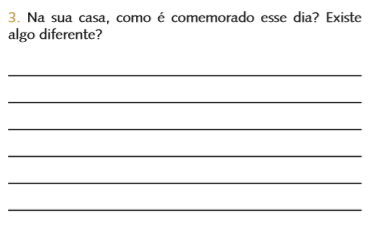 3. Na sua casa, como é comemorado esse dia? Existe
algo diferente?